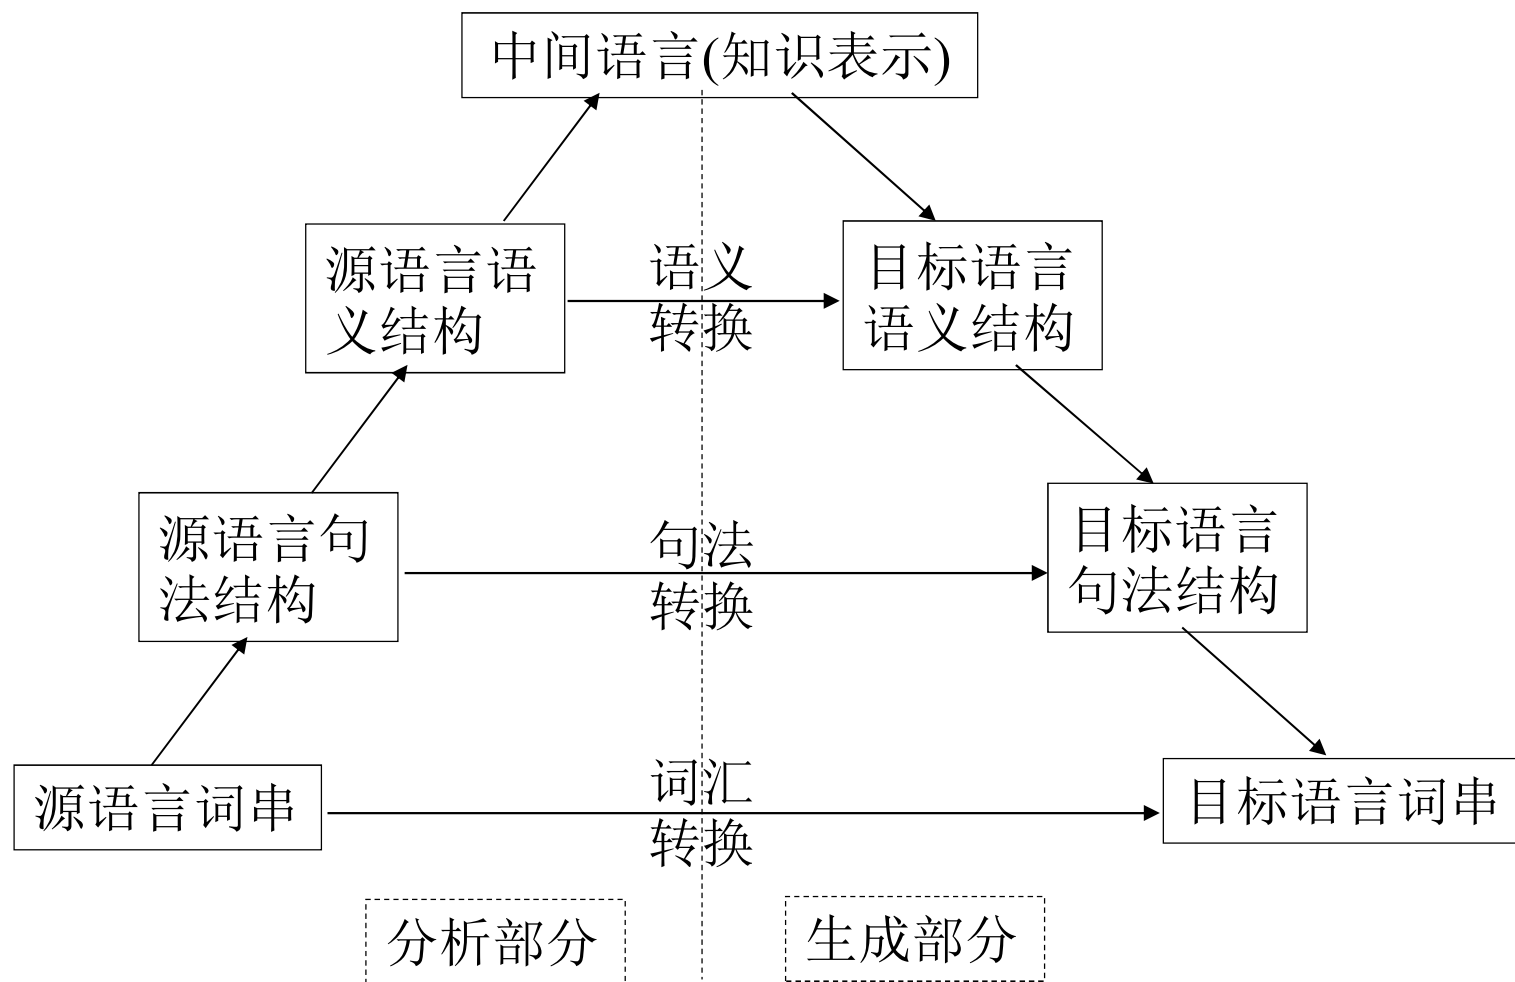 中间语言(知识表示)
源语言语
义结构
语义
转换
目标语言
语义结构
源语言句
法结构
句法
转换
目标语言
句法结构
源语言词串
词汇
转换
目标语言词串
分析部分
生成部分